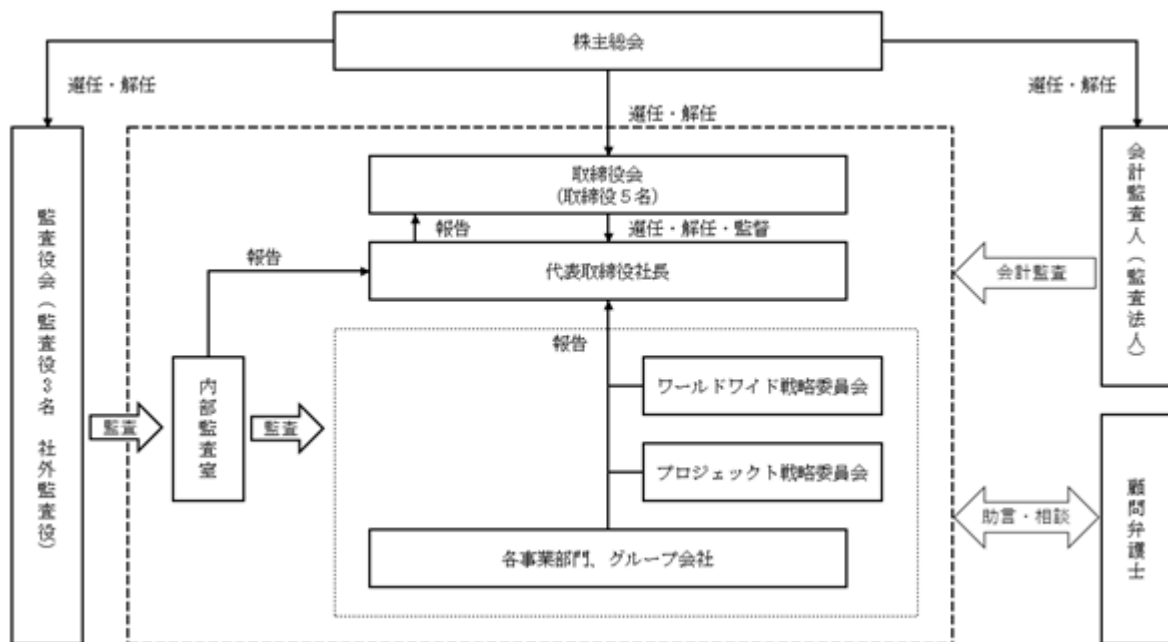 株主総会
選任・解任
選任・解任
選任・解任
取締役会
(取締役５名)
報告
選任・解任・監督
報告
代表取締役社長
会計監査
会計監査人(監査法人)
監査役会(監査役３名 社外監査役)
監査
内部監査室
監査
報告
ワールドワイド戦略委員会
プロジェックト戦略委員会
各事業部門、グループ会社
助言・相談
顧問弁護士